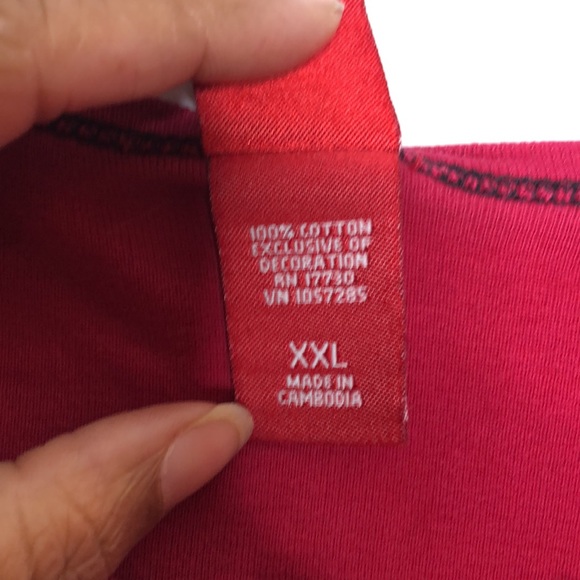 100% COTTON
EXCLUSIVE OF
DECORATION
RN 17730
VN 1057285
XXL
MADE IN
CAMBODIA